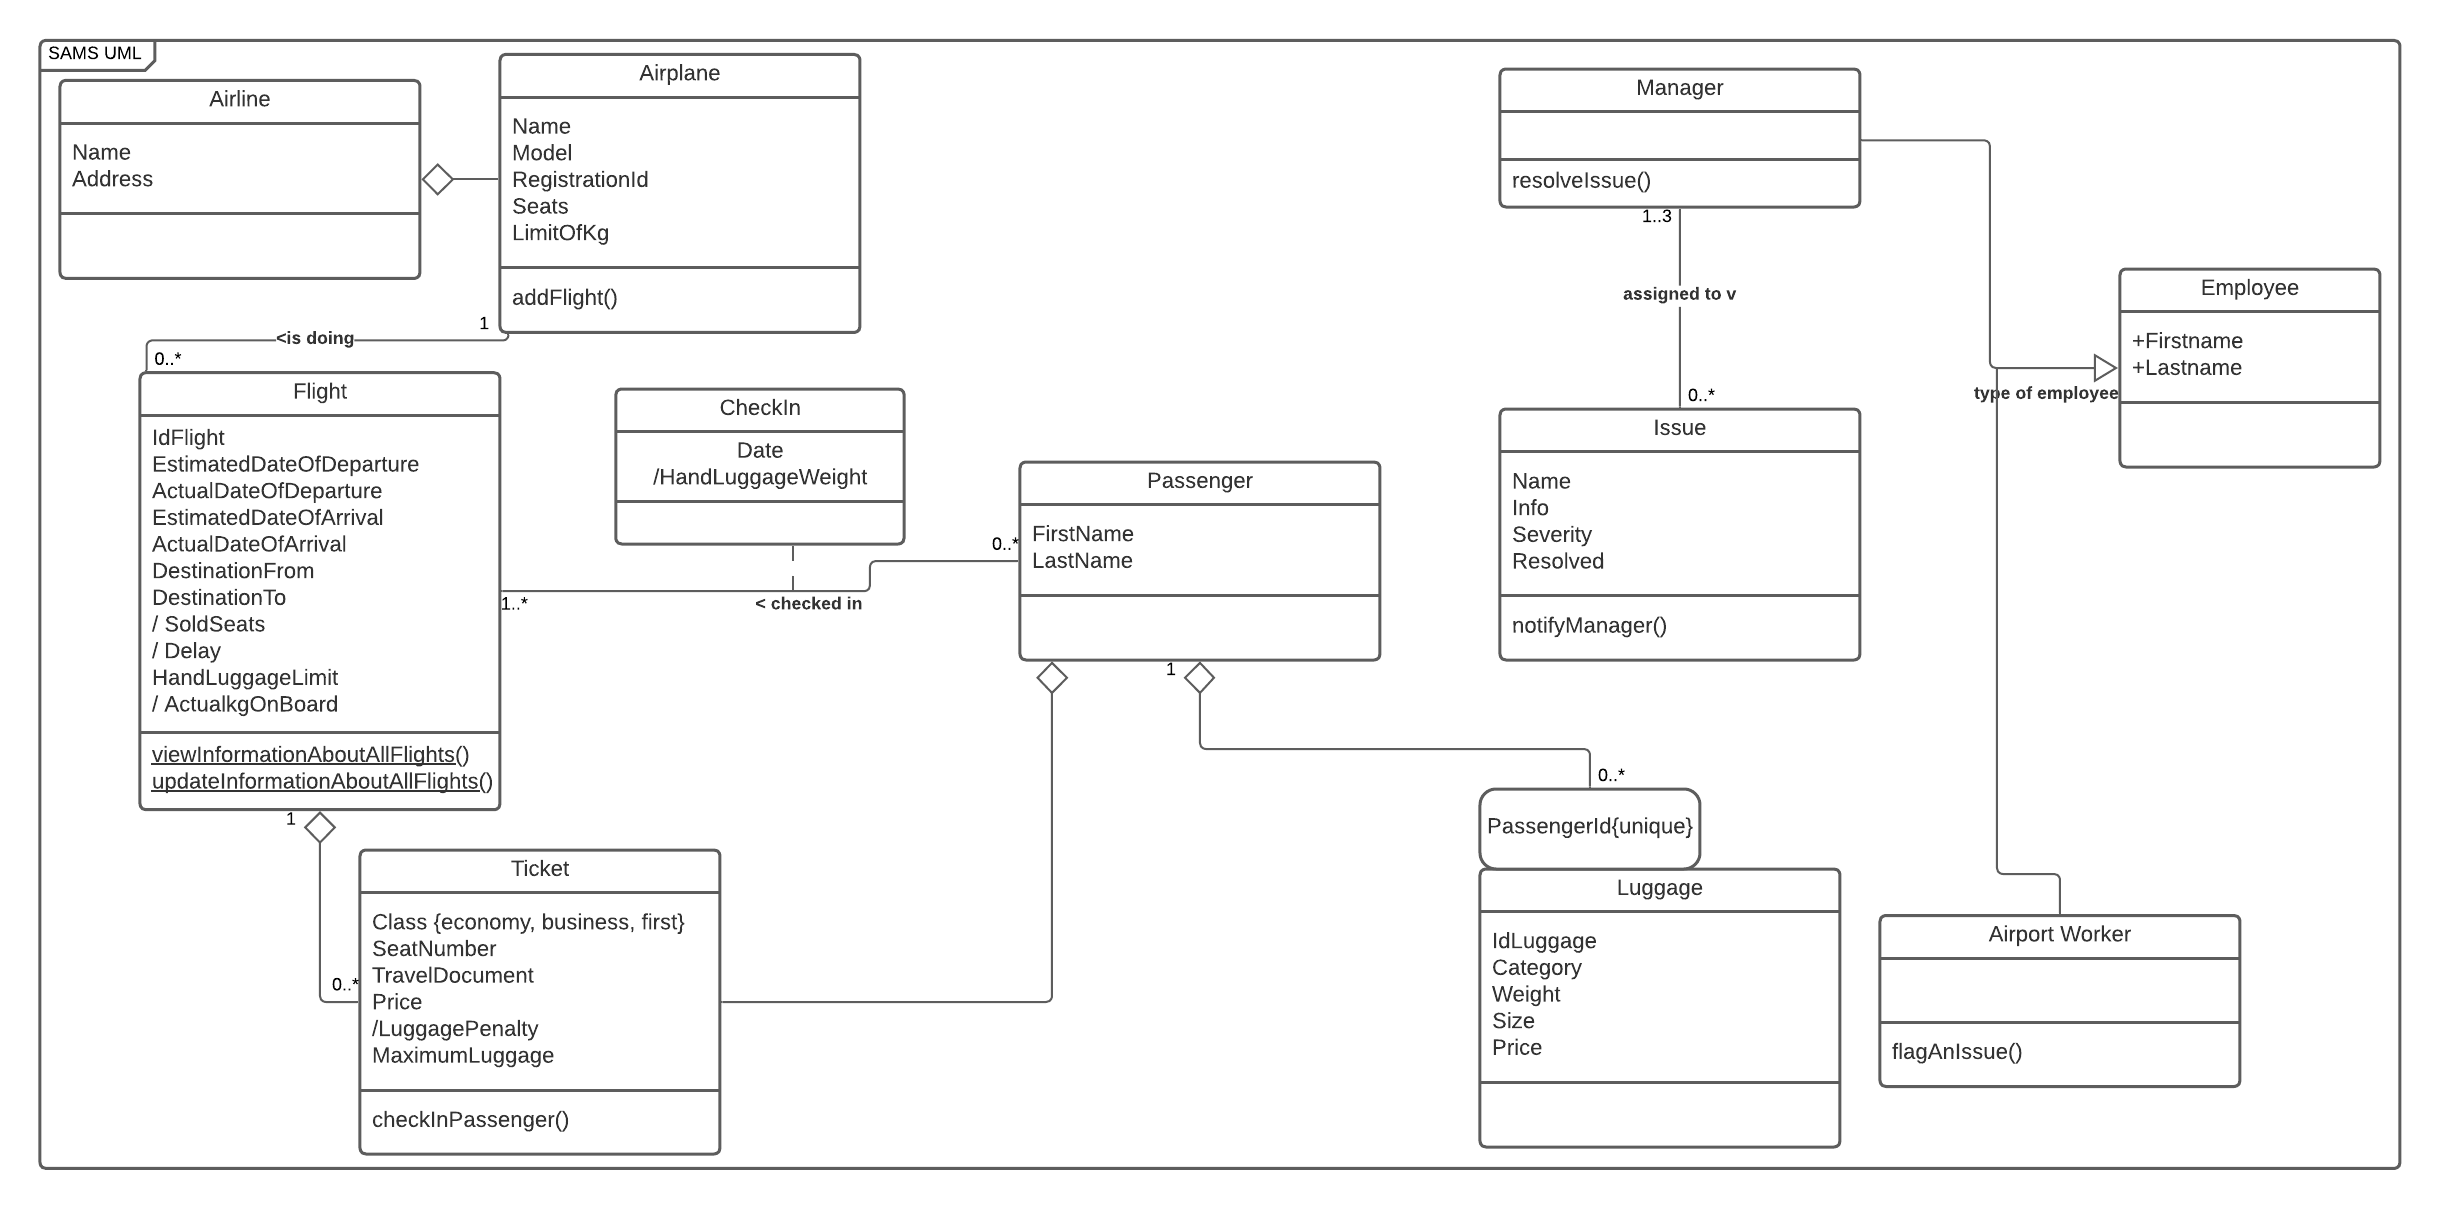 SAMS UML
Airline
Name
Address
Airplane
Name
Model
RegistrationId
Seats
LimitOfKg
addFlight()
1
<is doing
0..*
Flight
IdFlight
EstimatedDateOfDeparture
ActualDateOfDeparture
EstimatedDateOfArrival
ActualDateOfArrival
DestinationFrom
DestinationTo
/ SoldSeats
/ Delay
HandLuggageLimit
/ ActualkgOnBoard
viewInformationAboutAllFlights()
updateInformationAboutAllFlights()
CheckIn
Date
/HandLuggageWeight
1..*
< checked in
0..*
Passenger
FirstName
LastName
1
0..*
Ticket
Class {economy, business, first}
SeatNumber
TravelDocument
Price
/LuggagePenalty
MaximumLuggage
checkInPassenger()
1
0..*
PassengerId{unique}
Luggage
IdLuggage
Category
Weight
Size
Price
Manager
resolveIssue()
1..3
assigned to v
0..*
Issue
Name
Info
Severity
Resolved
notifyManager()
Employee
+Firstname
+Lastname
type of employee
Airport Worker
flagAnIssue()